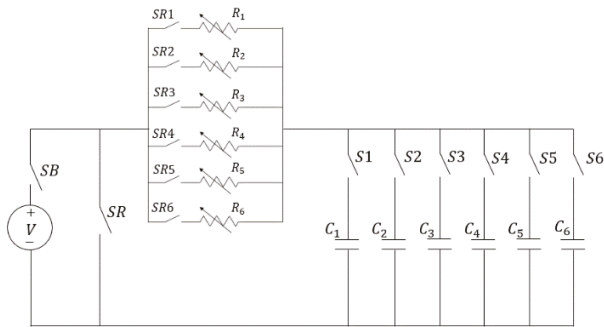 SR1
R₁
SR2
R₂
SR3
R₃
SR4
R₄
SR5
R₅
SR6
R₆
SB
SR
+
V
−
S1
S2
S3
S4
S5
S6
C₁
C₂
C₃
C₄
C₅
C₆